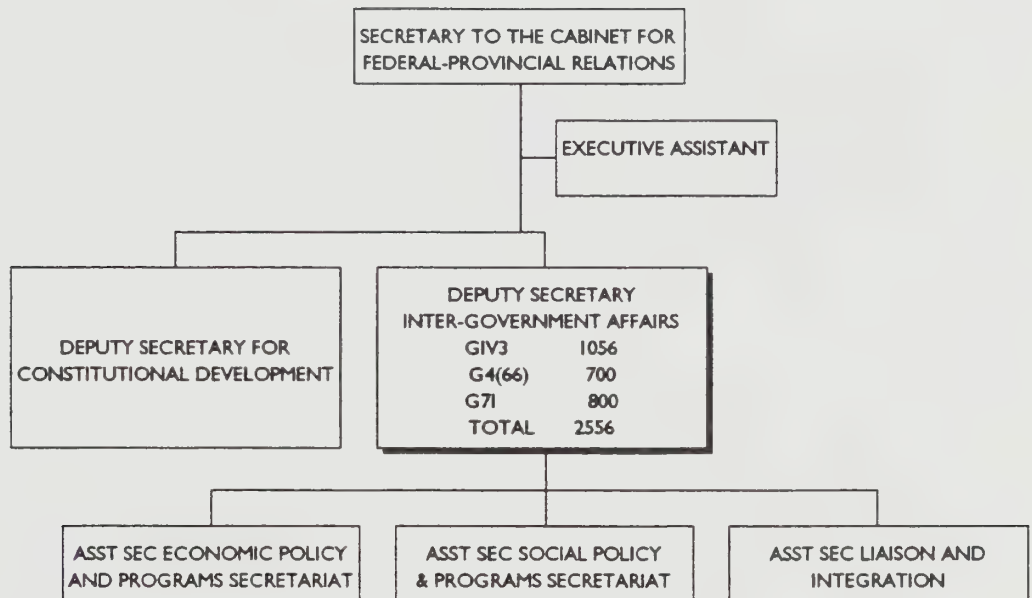 SECRETARY TO THE CABINET FOR
FEDERAL-PROVINCIAL RELATIONS
EXECUTIVE ASSISTANT
DEPUTY SECRETARY FOR
CONSTITUTIONAL DEVELOPMENT
DEPUTY SECRETARY
INTER-GOVERNMENT AFFAIRS
GIV3 1056
G4(66) 700
G7I 800
TOTAL 2556
ASST SEC ECONOMIC POLICY
AND PROGRAMS SECRETARIAT
ASST SEC SOCIAL POLICY
& PROGRAMS SECRETARIAT
ASST SEC LIAISON AND
INTEGRATION